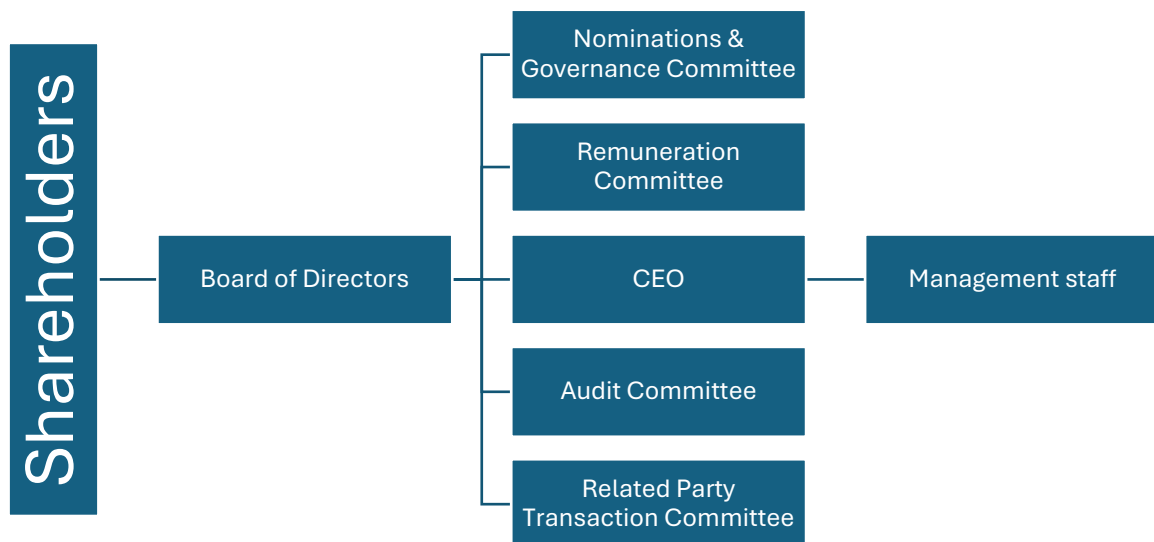 Shareholders
Board of Directors
Nominations &
Governance Committee
Remuneration
Committee
CEO
Audit Committee
Related Party
Transaction Committee
Management staff